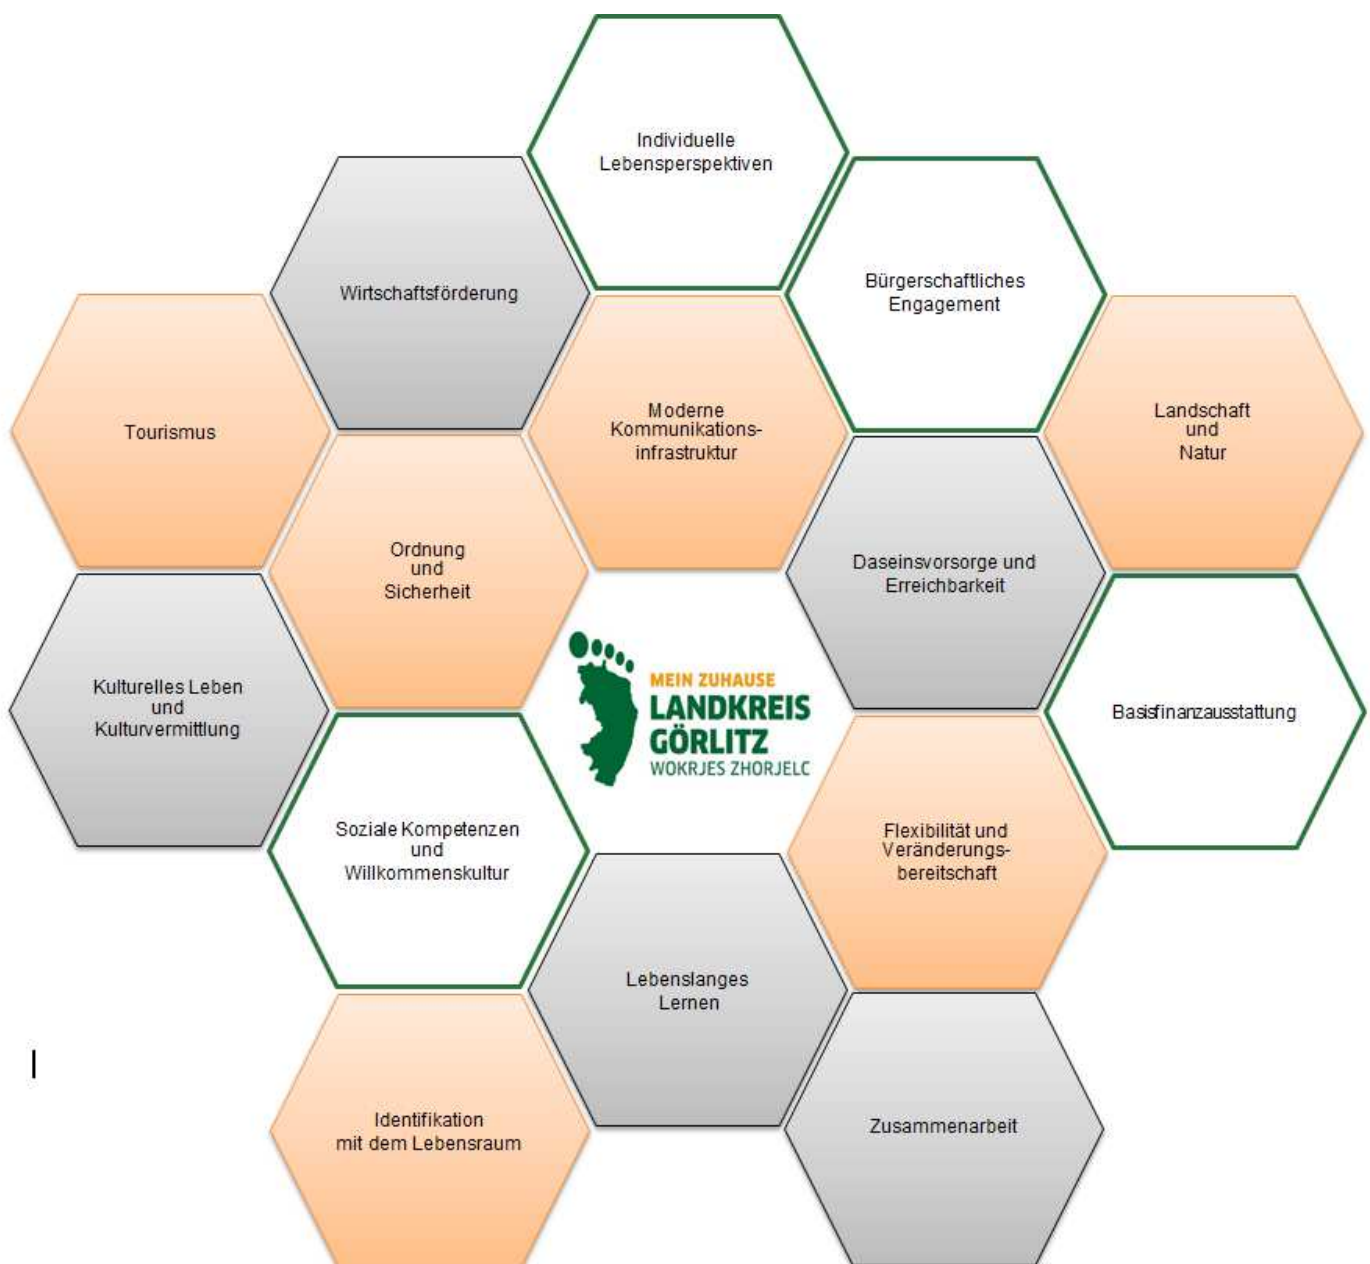 Individuelle
Lebensperspektiven
Wirtschaftsförderung
Bürgerschaftliches
Engagement
Tourismus
Moderne
Kommunikations-
infrastruktur
Landschaft
und
Natur
Ordnung
und
Sicherheit
Daseinsvorsorge und
Erreichbarkeit
Kulturelles Leben
und
Kulturvermittlung
MEIN ZUHAUSE
LANDKREIS
GÖRLITZ
WOKRJES ZHORJELC
Basisfinanzausstattung
Soziale Kompetenzen
und
Willkommenskultur
Flexibilität und
Veränderungs-
bereitschaft
Lebenslanges
Lernen
Identifikation
mit dem Lebensraum
Zusammenarbeit